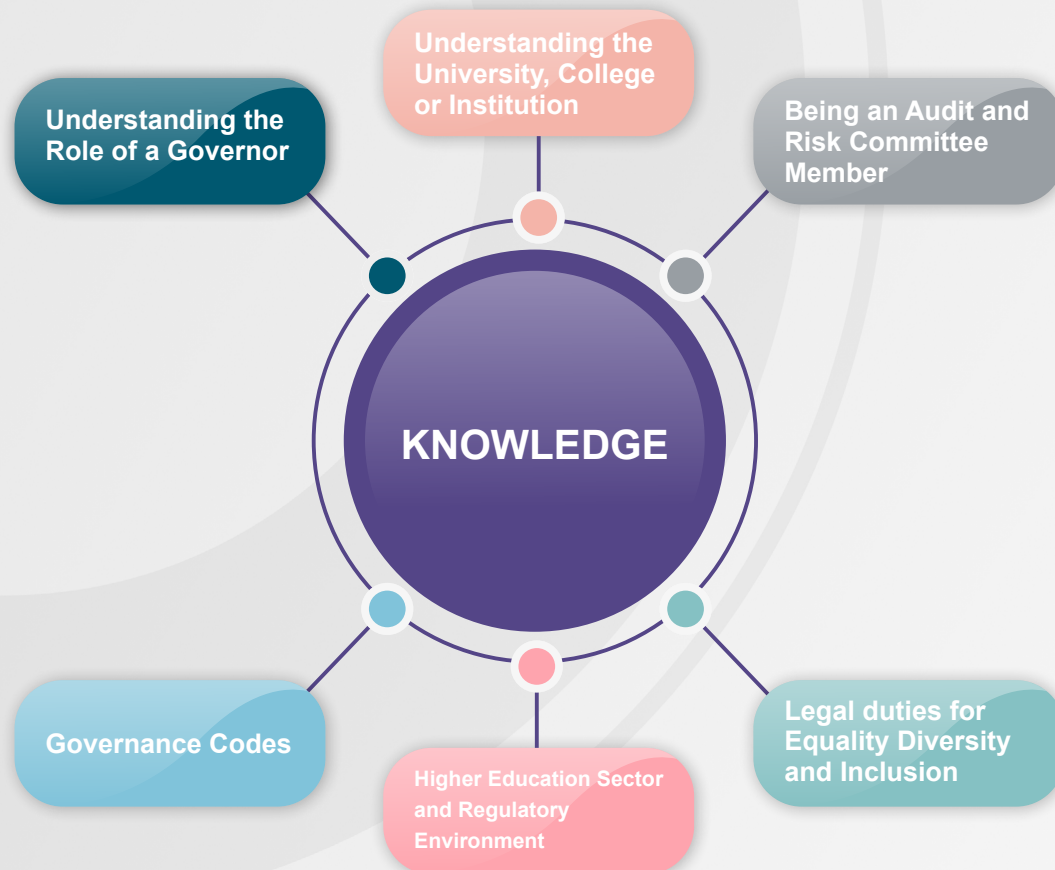 Understanding the
University, College
or Institution
Understanding the
Role of a Governor
Being an Audit and
Risk Committee
Member
KNOWLEDGE
Governance Codes
Legal duties for
Equality Diversity
and Inclusion
Higher Education Sector
and Regulatory
Environment